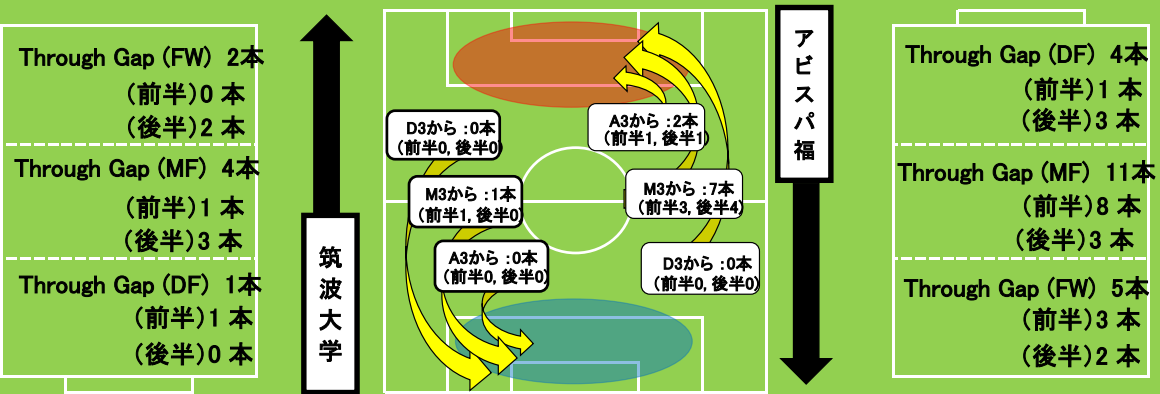 Through Gap (FW) 2本
(前半)0 本
(後半)2 本
Through Gap (MF) 4本
(前半)1 本
(後半)3 本
Through Gap (DF) 1本
(前半)1 本
(後半)0 本
筑波大学
D3から :0本
(前半0, 後半0)
M3から :1本
(前半1, 後半0)
A3から :0本
(前半0, 後半0)
A3から :2本
(前半1, 後半1)
M3から :7本
(前半3, 後半4)
D3から :0本
(前半0, 後半0)
アビスパ福
Through Gap (DF) 4本
(前半)1 本
(後半)3 本
Through Gap (MF) 11本
(前半)8 本
(後半)3 本
Through Gap (FW) 5本
(前半)3 本
(後半)2 本